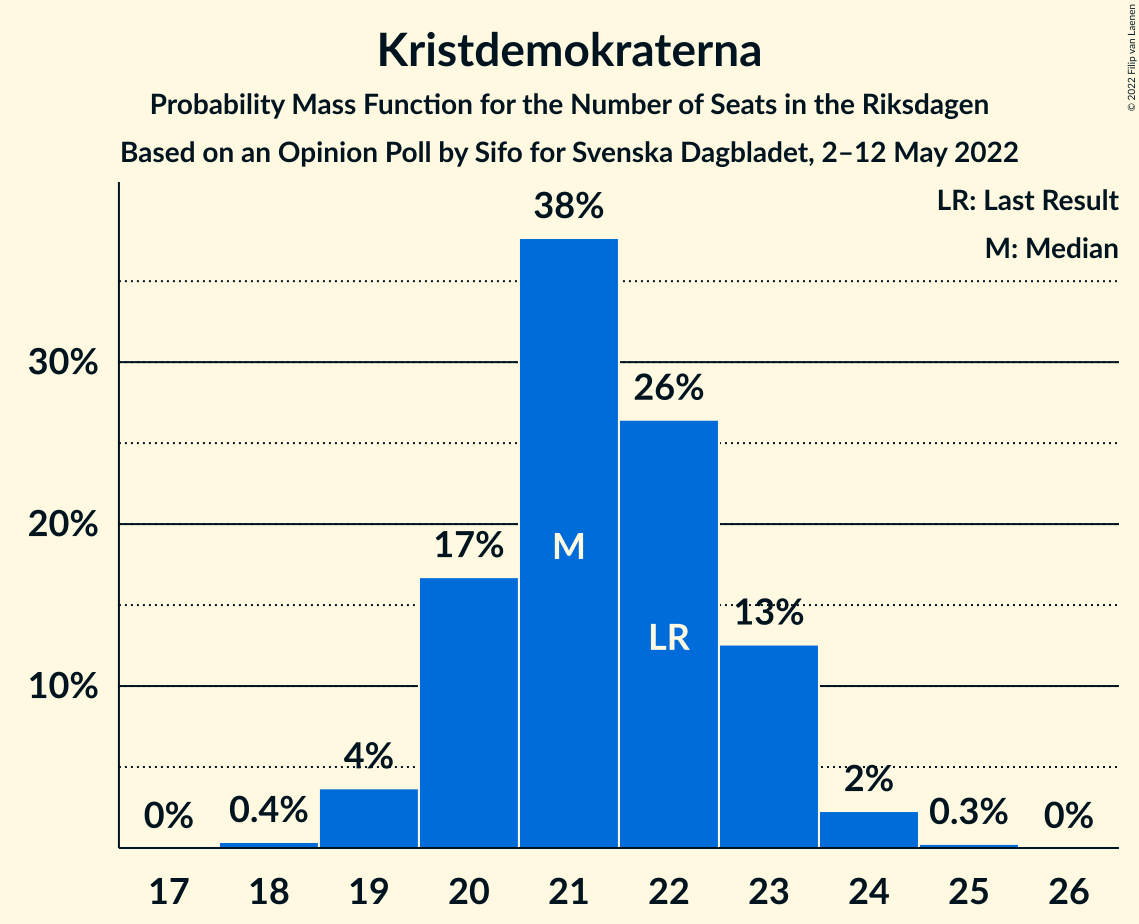 Kristdemokraterna
Probability Mass Function for the Number of Seats in the Riksdagen
Based on an Opinion Poll by Sifo for Svenska Dagbladet, 2–12 May 2022
© 2022 Filip van Laenen
LR: Last Result
M: Median
38%
30%
26%
20%
17%
M
13%
LR
10%
4%
2%
0%
0.4%
0.3%
0%
17 18 19 20 21 22 23 24 25 26